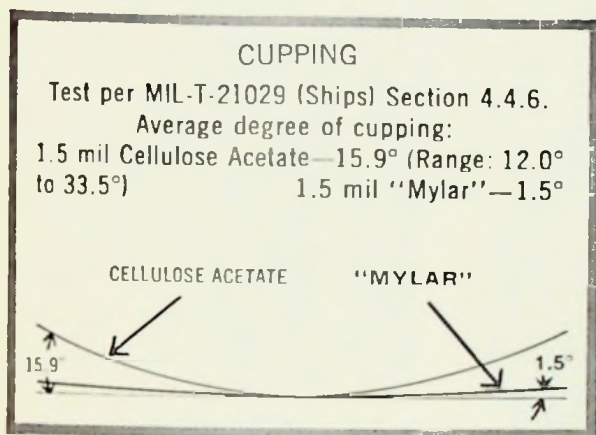 CUPPING
Test per MIL-T-21029 (Ships) Section 4.4.6.
Average degree of cupping:
1.5 mil Cellulose Acetate—15.9° (Range: 12.0°
to 33.5°) 1.5 mil "Mylar"—1.5°
CELLULOSE ACETATE "MYLAR"
15.9° 1.5°